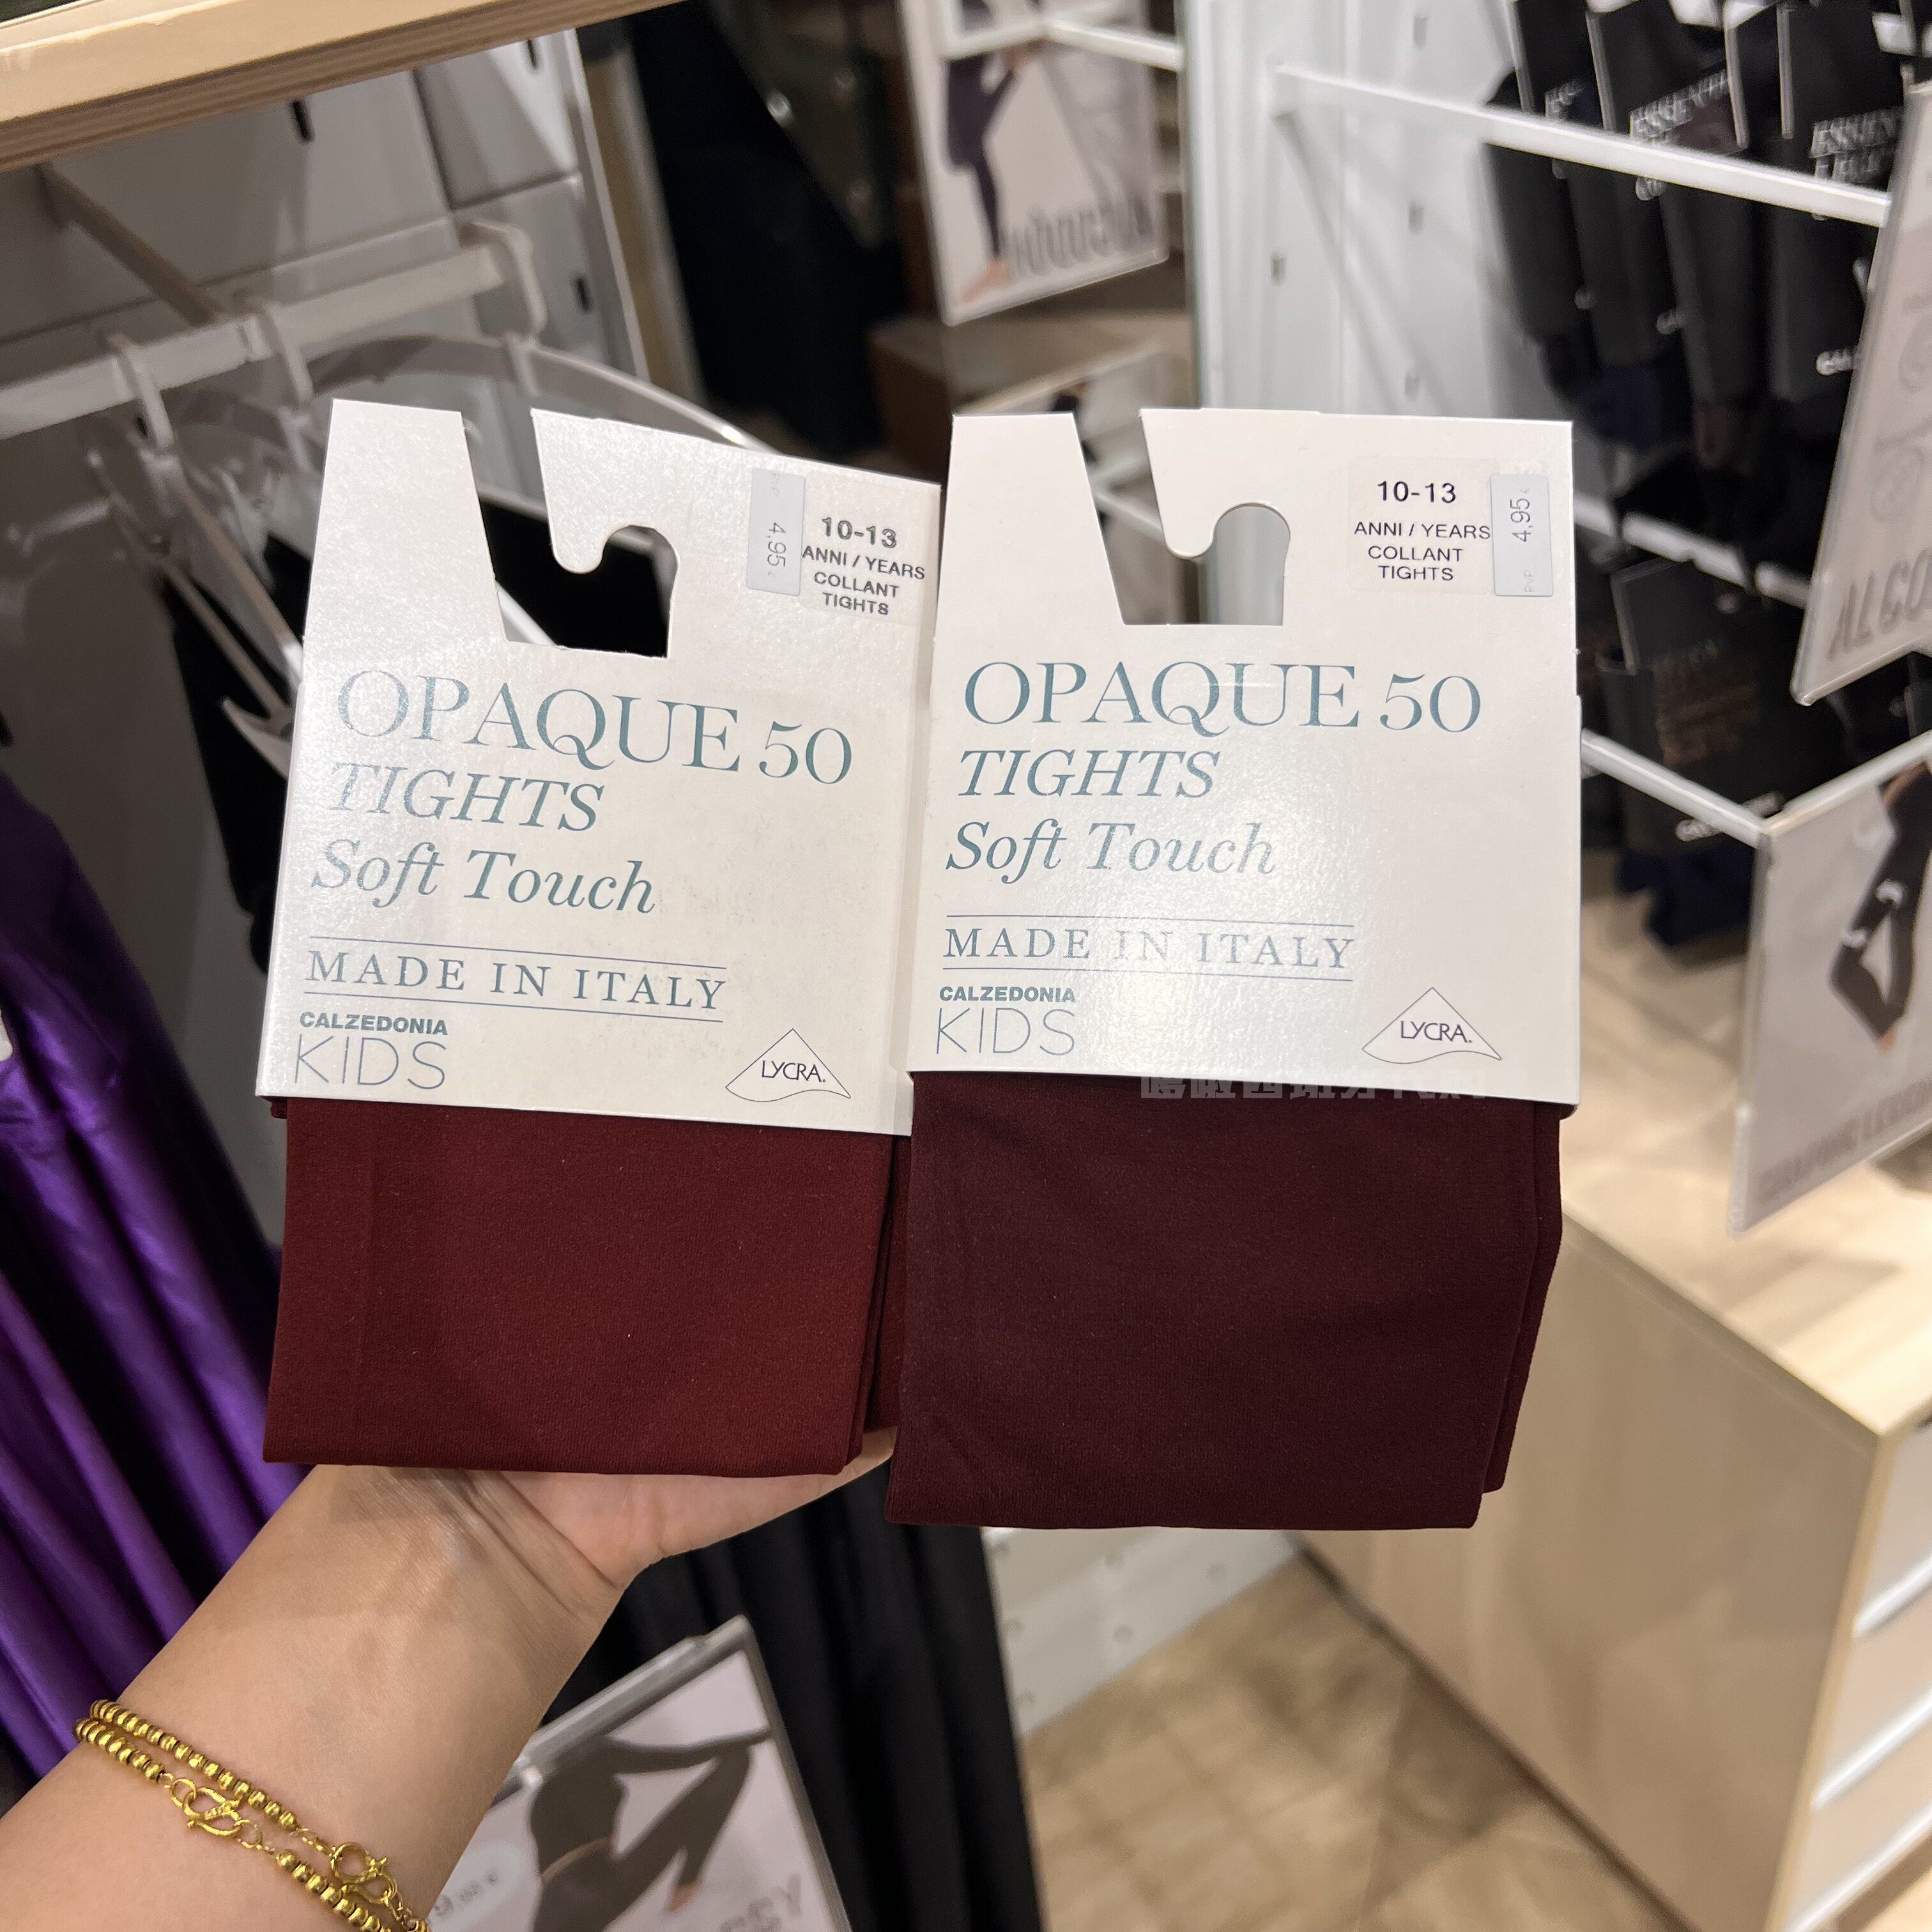 4,95
10-13
ANNI / YEARS
COLLANT
TIGHTS
OPAQUE 50
TIGHTS
Soft Touch
MADE IN ITALY
CALZEDONIA
KIDS
LYCRA.
10-13
ANNI / YEARS
COLLANT
TIGHTS
4,95 €
OPAQUE 50
TIGHTS
Soft Touch
MADE IN ITALY
CALZEDONIA
KIDS
LYCRA.